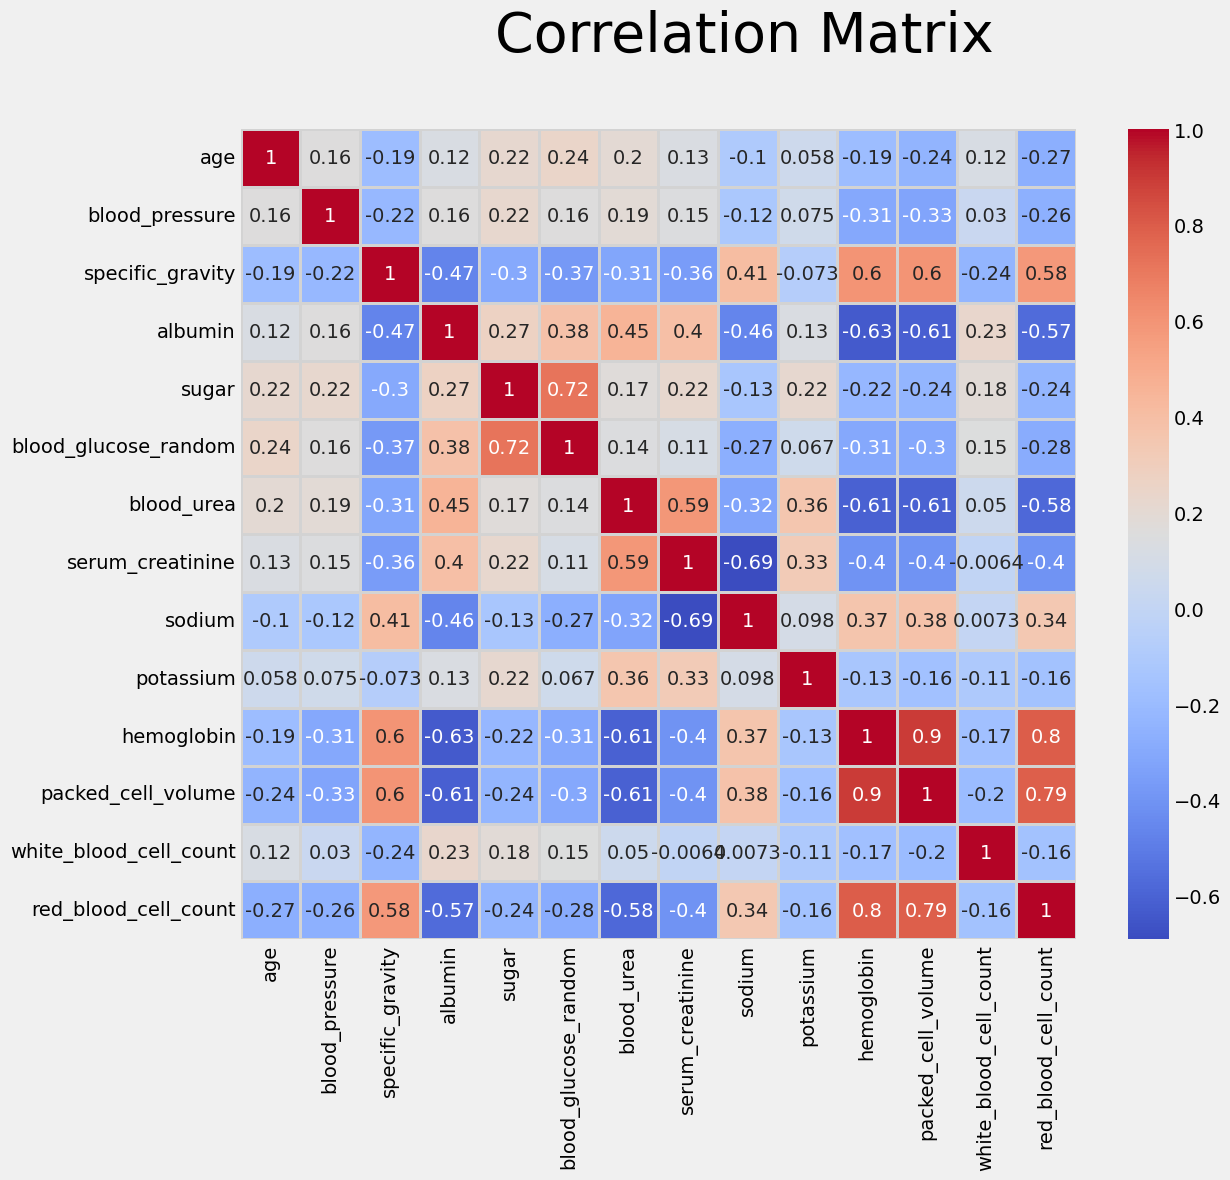 Correlation Matrix
age 1 0.16 -0.19 0.12 0.22 0.24 0.2 0.13 -0.1 0.058 -0.19 -0.24 0.12 -0.27
blood_pressure 0.16 1 -0.22 0.16 0.22 0.16 0.19 0.15 -0.12 0.075 -0.31 -0.33 0.03 -0.26
specific_gravity -0.19 -0.22 1 -0.47 -0.3 -0.37 -0.31 -0.36 0.41 -0.073 0.6 0.6 -0.24 0.58
albumin 0.12 0.16 -0.47 1 0.27 0.38 0.45 0.4 -0.46 0.13 -0.63 -0.61 0.23 -0.57
sugar 0.22 0.22 -0.3 0.27 1 0.72 0.17 0.22 -0.13 0.22 -0.22 -0.24 0.18 -0.24
blood_glucose_random 0.24 0.16 -0.37 0.38 0.72 1 0.14 0.11 -0.27 0.067 -0.31 -0.3 0.15 -0.28
blood_urea 0.2 0.19 -0.31 0.45 0.17 0.14 1 0.59 -0.32 0.36 -0.61 -0.61 0.05 -0.58
serum_creatinine 0.13 0.15 -0.36 0.4 0.22 0.11 0.59 1 -0.69 0.33 -0.4 -0.4 -0.0064 -0.4
sodium -0.1 -0.12 0.41 -0.46 -0.13 -0.27 -0.32 -0.69 1 0.098 0.37 0.38 0.0073 0.34
potassium 0.058 0.075 -0.073 0.13 0.22 0.067 0.36 0.33 0.098 1 -0.13 -0.16 -0.11 -0.16
hemoglobin -0.19 -0.31 0.6 -0.63 -0.22 -0.31 -0.61 -0.4 0.37 -0.13 1 0.9 -0.17 0.8
packed_cell_volume -0.24 -0.33 0.6 -0.61 -0.24 -0.3 -0.61 -0.4 0.38 -0.16 0.9 1 -0.2 0.79
white_blood_cell_count 0.12 0.03 -0.24 0.23 0.18 0.15 0.05 -0.0064 0.0073 -0.11 -0.17 -0.2 1 -0.16
red_blood_cell_count -0.27 -0.26 0.58 -0.57 -0.24 -0.28 -0.58 -0.4 0.34 -0.16 0.8 0.79 -0.16 1
age
blood_pressure
specific_gravity
albumin
sugar
blood_glucose_random
blood_urea
serum_creatinine
sodium
potassium
hemoglobin
packed_cell_volume
white_blood_cell_count
red_blood_cell_count
1.0
0.8
0.6
0.4
0.2
0.0
−0.2
−0.4
−0.6